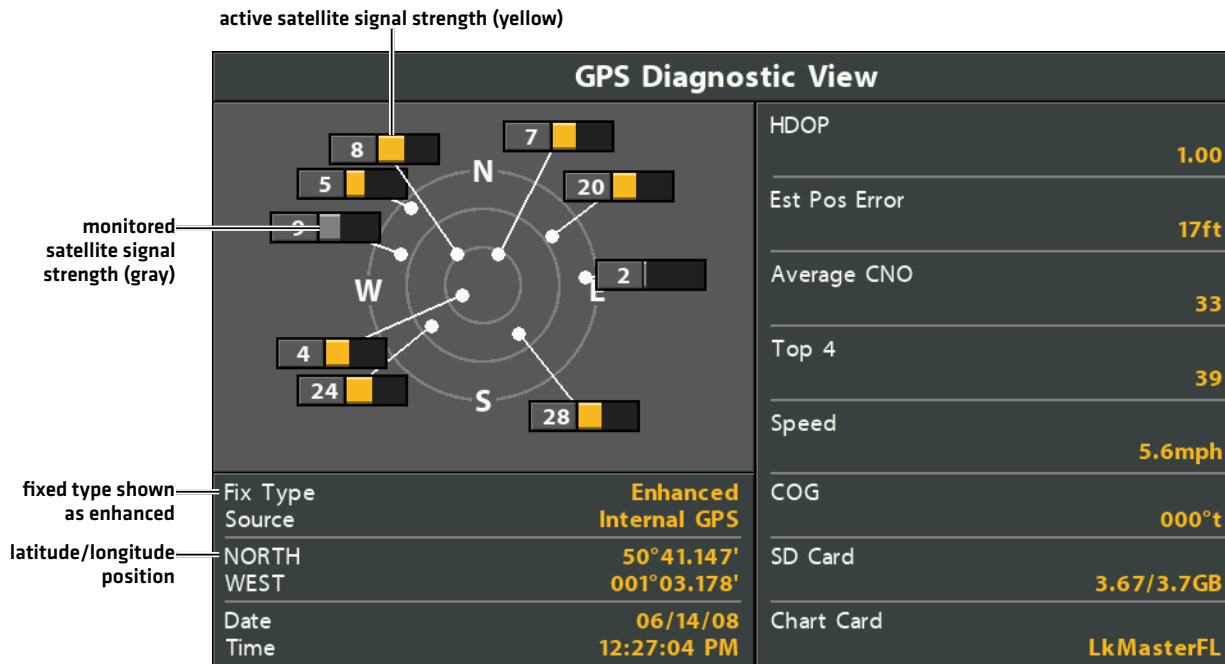 active satellite signal strength (yellow)
GPS Diagnostic View
8
7
5
20
9
N
W
E
S
2
4
24
28
monitored
satellite signal
strength (gray)
HDOP
1.00
Est Pos Error
17ft
Average CNO
33
Top 4
39
Speed
5.6mph
COG
000°t
SD Card
3.67/3.7GB
Chart Card
LkMasterFL
fixed type shown
as enhanced
Fix Type Enhanced
Source Internal GPS
latitude/longitude
position
NORTH 50°41.147'
WEST 001°03.178'
Date 06/14/08
Time 12:27:04 PM